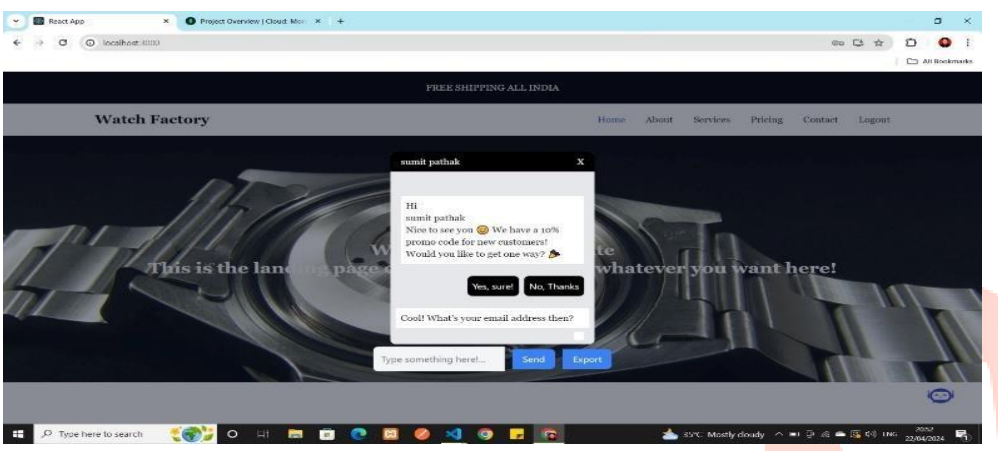 React App
Project Overview | Cloud: Mon
localhost:3000
All Bookmarks
FREE SHIPPING ALL INDIA
Watch Factory
Home About Services Pricing Contact Logout
sumit pathak X
Hi
sumit pathak
Nice to see you 😊 We have a 10%
promo code for new customers!
Would you like to get one way? 🎉
This is the landing page whatever you want here!
Yes, sure! No, Thanks
Cool! What's your email address then?
Type something here!... Send Export
Type here to search
35°C Mostly cloudy ENG
20:52
22/04/2024